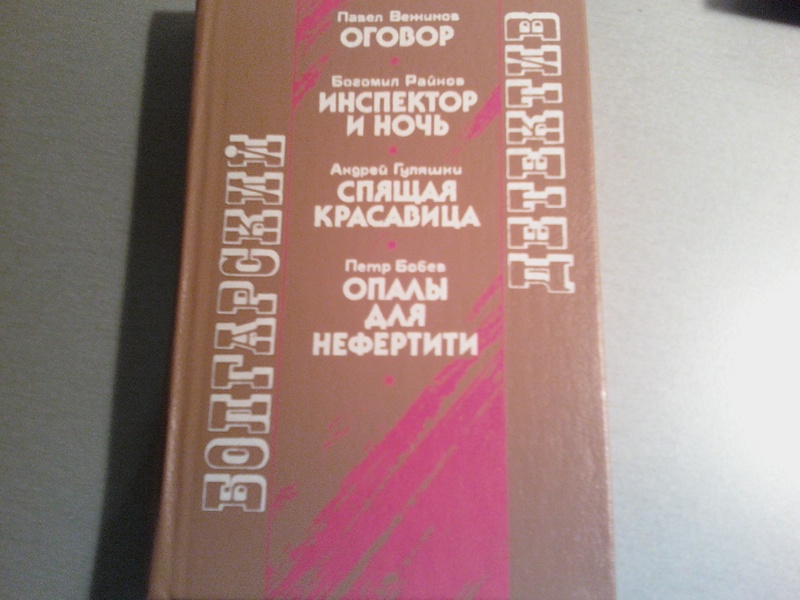 Павел Вежинов
ОГОВОР
Богомил Райнов
ИНСПЕКТОР
И НОЧЬ
Андрей Гуляшки
СПЯЩАЯ
КРАСАВИЦА
Петр Бобев
ОПАЛЫ
ДЛЯ
НЕФЕРТИТИ
БОЛГАРСКИЙ
ДЕТЕКТИВ